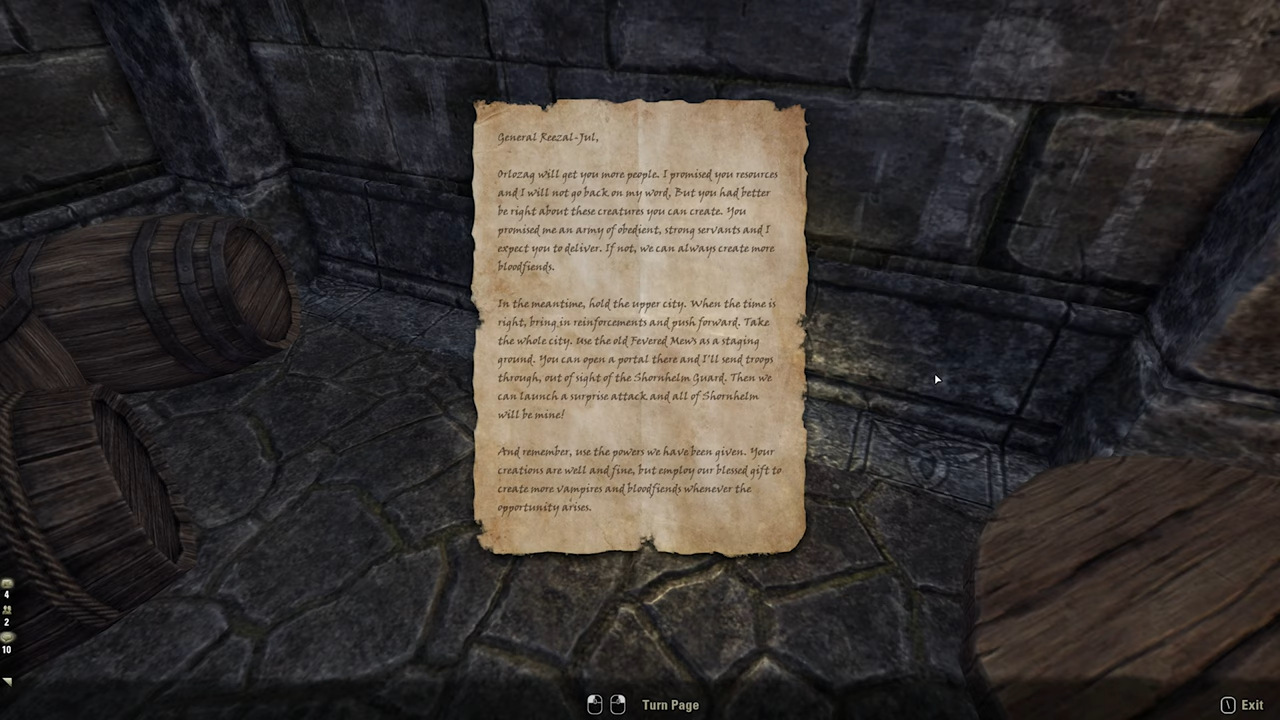 General Reezal-Jul,
Orlozag will get you more people. I promised you resources
and I will not go back on my word. But you had better
be right about these creatures you can create. You
promised me an army of obedient, strong servants and I
expect you to deliver. If not, we can always create more
bloodfiends.
In the meantime, hold the upper city. When the time is
right, bring in reinforcements and push forward. Take
the whole city. Use the old Fevered Mews as a staging
ground. You can open a portal there and I'll send troops
through, out of sight of the Shornhelm Guard. Then we
can launch a surprise attack and all of Shornhelm
will be mine!
And remember, use the powers we have been given. Your
creations are well and fine, but employ our blessed gift to
create more vampires and bloodfiends whenever the
opportunity arises.
4
2
10
Turn Page
\ Exit